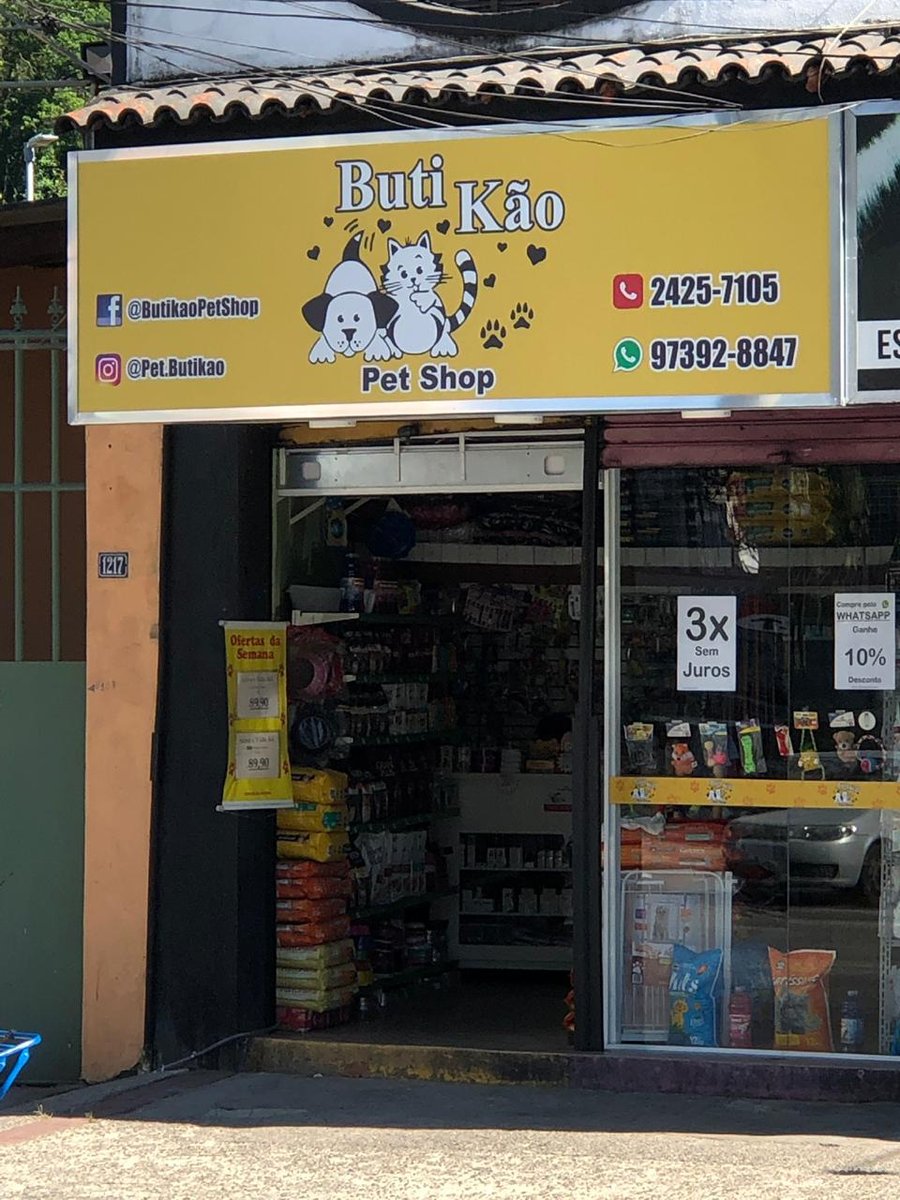 Buti Kão
@ButikaoPetShop
@Pet.Butikao
Pet Shop
2425-7105
97392-8847
ES
1217
Ofertas da
Semana
89,90
89,90
3x
Sem
Juros
Compre pelo
WHATSAPP
Ganhe
10%
Desconto